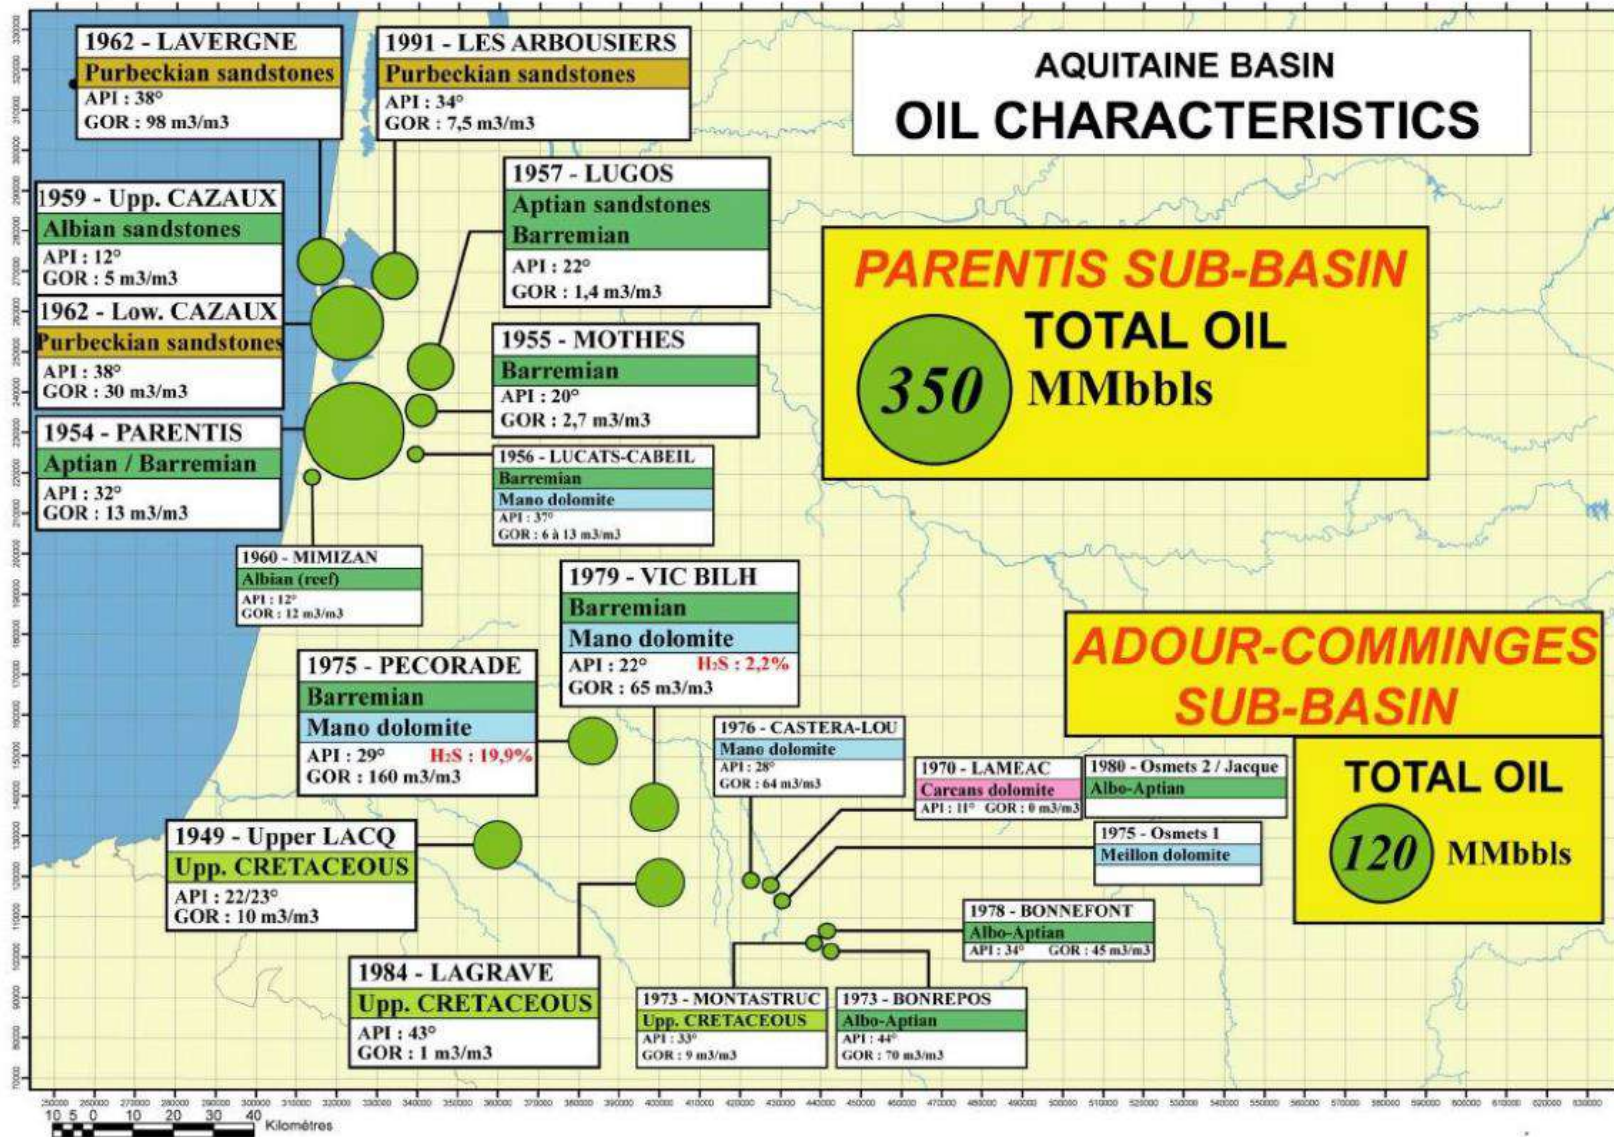 1962 - LAVERGNE
Purbeckian sandstones
API : 38°
GOR : 98 m3/m3
1991 - LES ARBOUSIERS
Purbeckian sandstones
API : 34°
GOR : 7,5 m3/m3
AQUITAINE BASIN
OIL CHARACTERISTICS
1959 - Upp. CAZAUX
Albian sandstones
API : 12°
GOR : 5 m3/m3
1962 - Low. CAZAUX
Purbeckian sandstones
API : 38°
GOR : 30 m3/m3
1954 - PARENTIS
Aptian / Barremian
API : 32°
GOR : 13 m3/m3
1957 - LUGOS
Aptian sandstones
Barremian
API : 22°
GOR : 1,4 m3/m3
1955 - MOTHES
Barremian
API : 20°
GOR : 2,7 m3/m3
1956 - LUCATS-CABEIL
Barremian
Mano dolomite
API : 37°
GOR : 6 à 13 m3/m3
PARENTIS SUB-BASIN
TOTAL OIL
350 MMbbls
1960 - MIMIZAN
Albian (reef)
API : 12°
GOR : 12 m3/m3
1979 - VIC BILH
Barremian
Mano dolomite
API : 22° H2S : 2,2%
GOR : 65 m3/m3
1975 - PECORADE
Barremian
Mano dolomite
API : 29° H2S : 19,9%
GOR : 160 m3/m3
ADOUR-COMMINGES
SUB-BASIN
TOTAL OIL
120 MMbbls
1976 - CASTERA-LOU
Mano dolomite
API : 28°
GOR : 64 m3/m3
1970 - LAMEAC
Carcans dolomite
API : 11° GOR : 0 m3/m3
1980 - Osmets 2 / Jacque
Albo-Aptian
1975 - Osmets 1
Meillon dolomite
1949 - Upper LACQ
Upp. CRETACEOUS
API : 22/23°
GOR : 10 m3/m3
1978 - BONNEFONT
Albo-Aptian
API : 34° GOR : 45 m3/m3
1984 - LAGRAVE
Upp. CRETACEOUS
API : 43°
GOR : 1 m3/m3
1973 - MONTASTRUC
Upp. CRETACEOUS
API : 33°
GOR : 9 m3/m3
1973 - BONREPOS
Albo-Aptian
API : 44°
GOR : 70 m3/m3
10 5 0 10 20 30 40
Kilomètres